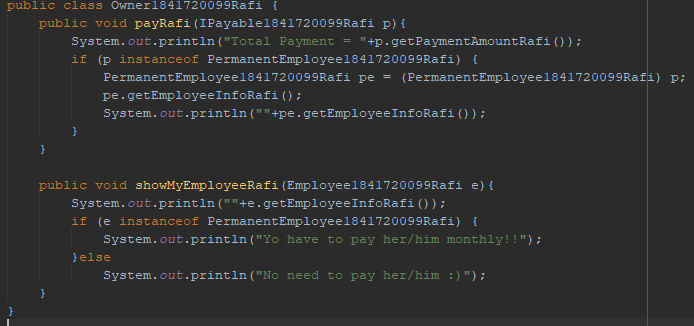 public class Owner1841720099Rafi {
    public void payRafi(IPayable1841720099Rafi p){
        System.out.println("Total Payment = "+p.getPaymentAmountRafi());
        if (p instanceof PermanentEmployee1841720099Rafi) {
            PermanentEmployee1841720099Rafi pe = (PermanentEmployee1841720099Rafi) p;
            pe.getEmployeeInfoRafi();
            System.out.println(""+pe.getEmployeeInfoRafi());
        }
    }
    public void showMyEmployeeRafi(Employee1841720099Rafi e){
        System.out.println(""+e.getEmployeeInfoRafi());
        if (e instanceof PermanentEmployee1841720099Rafi) {
            System.out.println("Yo have to pay her/him monthly!!");
        }else
            System.out.println("No need to pay her/him :)");
    }
}